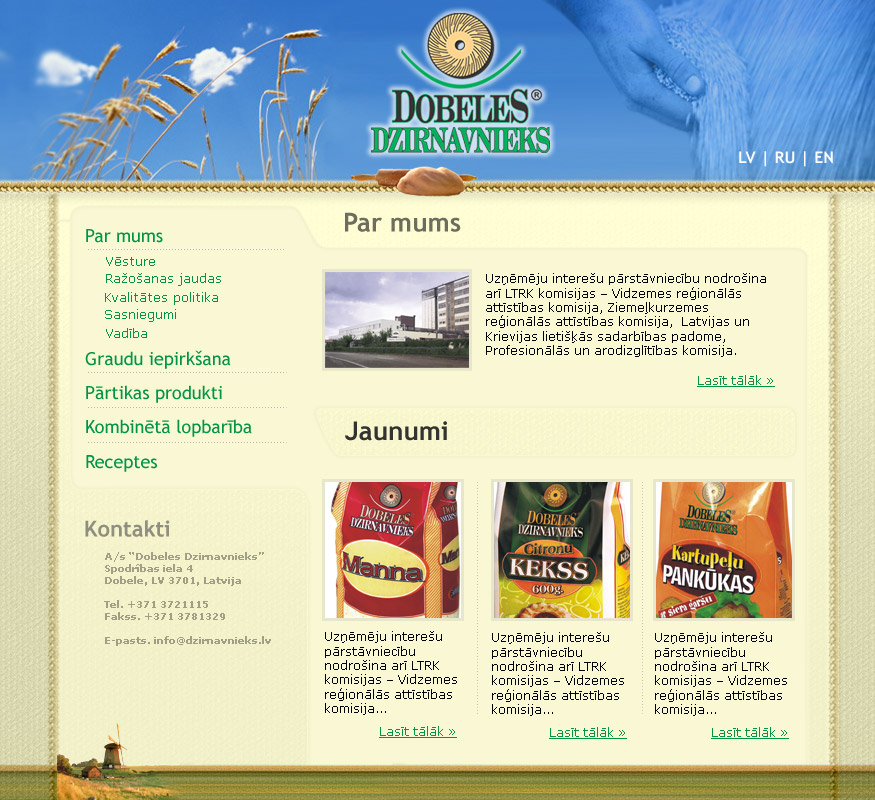 DOBELES®
DZIRNAVNIEKS
LV | RU | EN
Par mums
Vēsture
Ražošanas jaudas
Kvalitātes politika
Sasniegumi
Vadība
Graudu iepirkšana
Pārtikas produkti
Kombinētā lopbarība
Receptes
Kontakti
A/s "Dobeles Dzirnavnieks"
Spodrības iela 4
Dobele, LV 3701, Latvija
Tel. +371 3721115
Fakss. +371 3781329
E-pasts. info@dzirnavnieks.lv
Par mums
Uzņēmēju interešu pārstāvniecību nodrošina
arī LTRK komisijas – Vidzemes reģionālās
attīstības komisija, Ziemeļkurzemes
reģionālās attīstības komisija, Latvijas un
Krievijas lietišķās sadarbības padome,
Profesionālās un arodizglītības komisija.
Lasīt tālāk »
Jaunumi
DOBELES
DZIRNAVNIEKS
Manna
Uzņēmēju interešu
pārstāvniecību
nodrošina arī LTRK
komisijas – Vidzemes
reģionālās attīstības
komisija...
Lasīt tālāk »
DOBELES
DZIRNAVNIEKS
Citronu
KEKSS
600g.
Uzņēmēju interešu
pārstāvniecību
nodrošina arī LTRK
komisijas – Vidzemes
reģionālās attīstības
komisija...
Lasīt tālāk »
DOBELES
DZIRNAVNIEKS
Kartupeļu
PANKŪKAS
ar siera garšu
Uzņēmēju interešu
pārstāvniecību
nodrošina arī LTRK
komisijas – Vidzemes
reģionālās attīstības
komisija...
Lasīt tālāk »